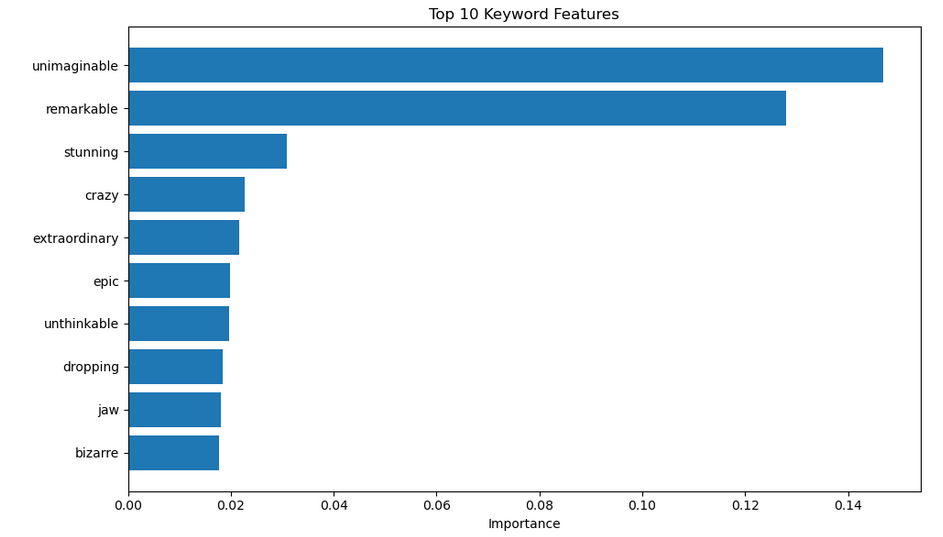 Top 10 Keyword Features
unimaginable
remarkable
stunning
crazy
extraordinary
epic
unthinkable
dropping
jaw
bizarre
0.00 0.02 0.04 0.06 0.08 0.10 0.12 0.14
Importance